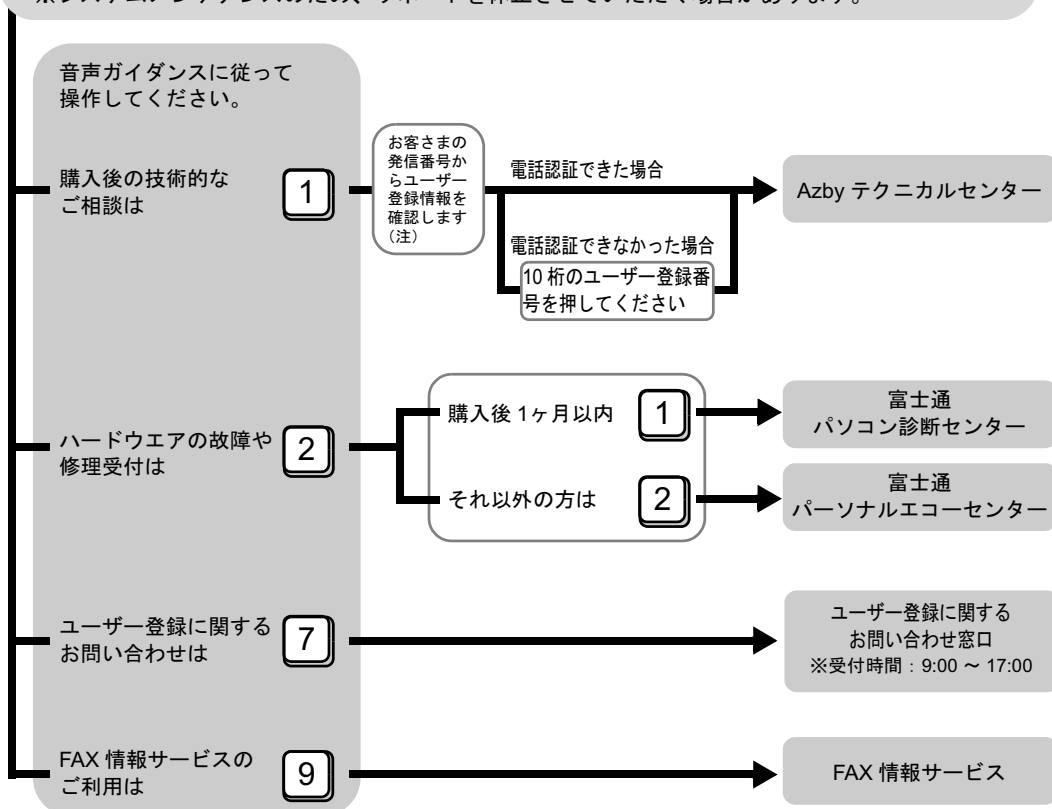 音声ガイダンスに従って
操作してください。
購入後の技術的な
ご相談は
1
お客さまの
発信番号か
らユーザー
登録情報を
確認します
(注)
電話認証できた場合
電話認証できなかった場合
10 桁のユーザー登録番
号を押してください
Azby テクニカルセンター
ハードウエアの故障や
修理受付は
2
購入後 1ヶ月以内
1
富士通
パソコン診断センター
それ以外の方は
2
富士通
パーソナルエコーセンター
ユーザー登録に関する
お問い合わせは
7
ユーザー登録に関する
お問い合わせ窓口
※受付時間:9:00 ~ 17:00
FAX 情報サービスの
ご利用は
9
FAX 情報サービス